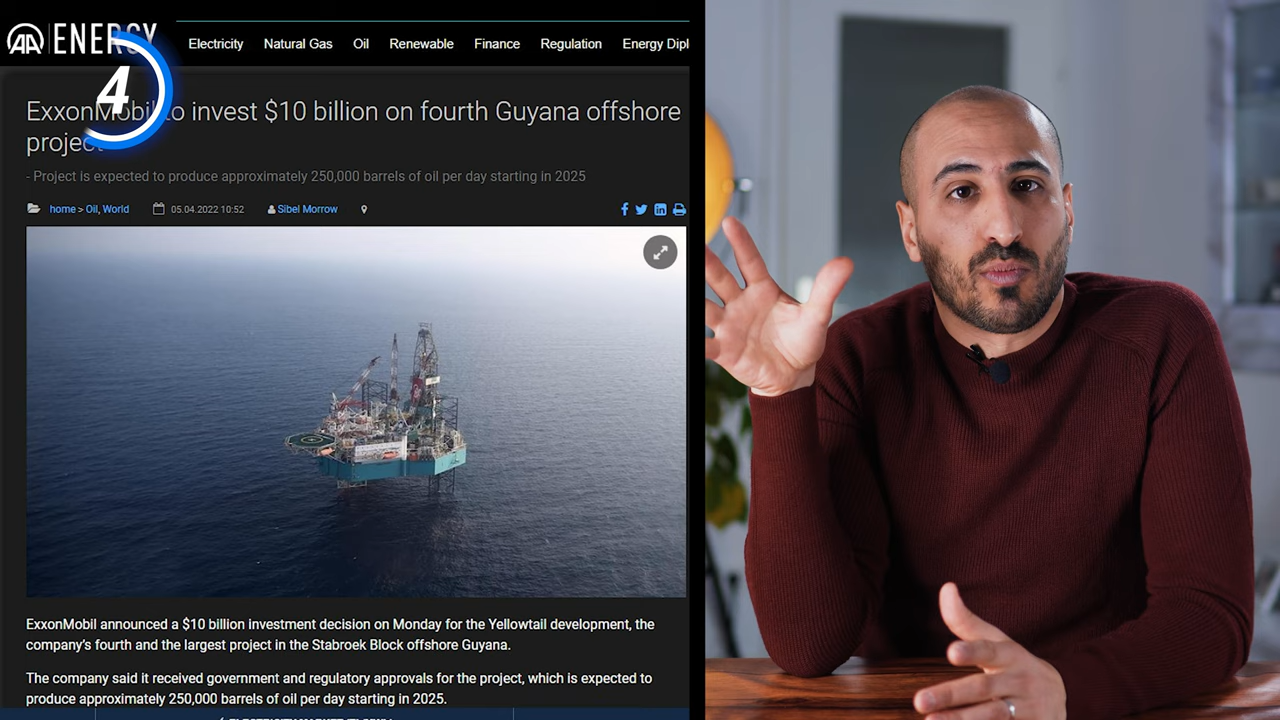 AA ENERGY
Electricity Natural Gas Oil Renewable Finance Regulation Energy Dipl
4
ExxonMobil to invest $10 billion on fourth Guyana offshore
project
- Project is expected to produce approximately 250,000 barrels of oil per day starting in 2025
home > Oil, World 05.04.2022 10:52 Sibel Morrow
ExxonMobil announced a $10 billion investment decision on Monday for the Yellowtail development, the
company's fourth and the largest project in the Stabroek Block offshore Guyana.
The company said it received government and regulatory approvals for the project, which is expected to
produce approximately 250,000 barrels of oil per day starting in 2025.